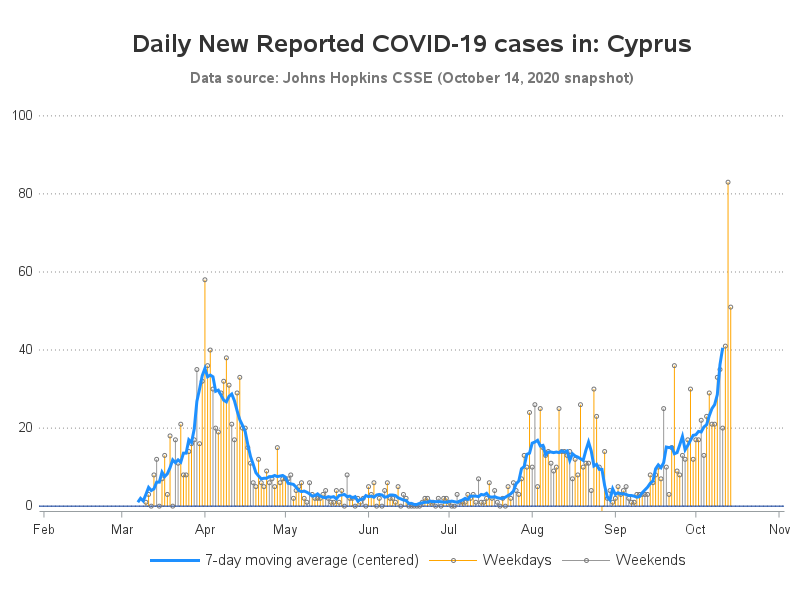 Daily New Reported COVID-19 cases in: Cyprus
Data source: Johns Hopkins CSSE (October 14, 2020 snapshot)
100
80
60
40
20
0
Feb Mar Apr May Jun Jul Aug Sep Oct Nov
7-day moving average (centered) Weekdays Weekends